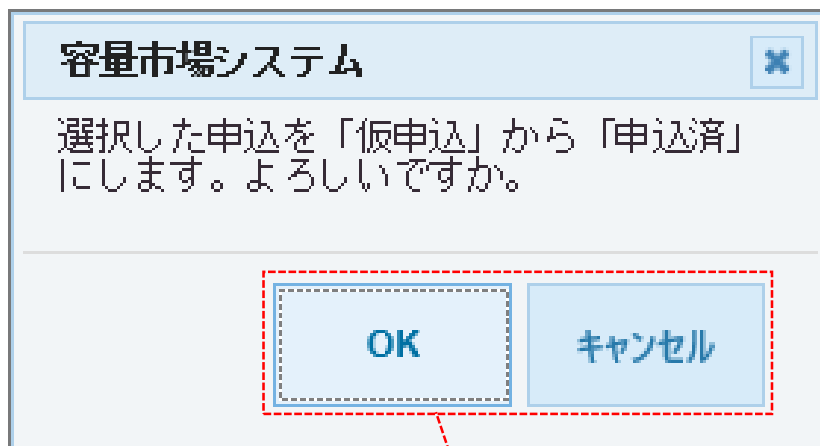 容量市場システム
選択した申込を「仮申込」から「申込済」
にします。よろしいですか。
OK
キャンセル